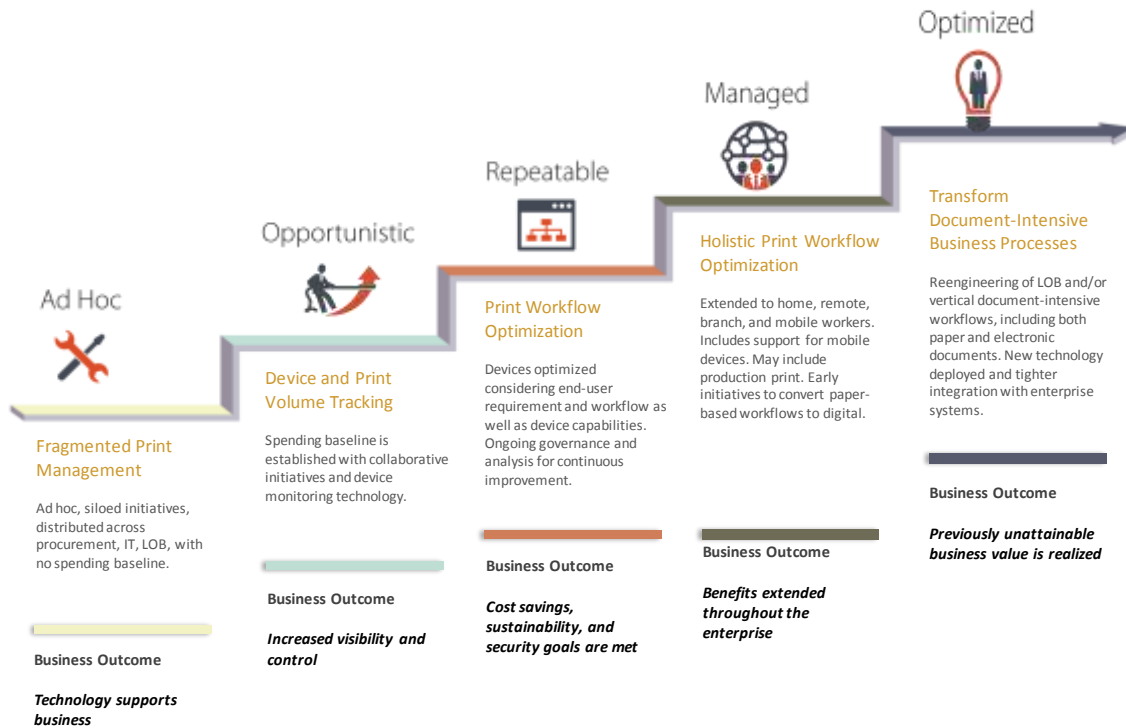 Ad Hoc
Fragmented Print
Management
Ad hoc, siloed initiatives,
distributed across
procurement, IT, LOB, with
no spending baseline.
Business Outcome
Technology supports
business
Opportunistic
Device and Print
Volume Tracking
Spending baseline is
established with collaborative
initiatives and device
monitoring technology.
Business Outcome
Increased visibility and
control
Repeatable
Print Workflow
Optimization
Devices optimized
considering end-user
requirement and workflow as
well as device capabilities.
Ongoing governance and
analysis for continuous
improvement.
Business Outcome
Cost savings,
sustainability, and
security goals are met
Managed
Holistic Print Workflow
Optimization
Extended to home, remote,
branch, and mobile workers.
Includes support for mobile
devices. May include
production print. Early
initiatives to convert paper-
based workflows to digital.
Business Outcome
Benefits extended
throughout the
enterprise
Optimized
Transform
Document-Intensive
Business Processes
Reengineering of LOB and/or
vertical document-intensive
workflows, including both
paper and electronic
documents. New technology
deployed and tighter
integration with enterprise
systems.
Business Outcome
Previously unattainable
business value is realized